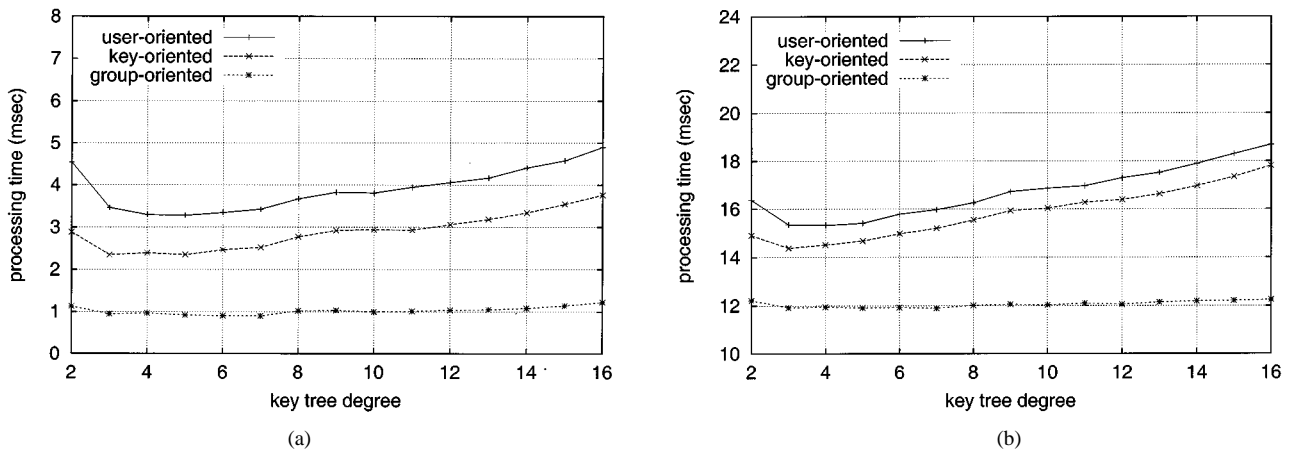 8
7
6
5
4
3
2
1
0
processing time (msec)
user-oriented
key-oriented
group-oriented
2 4 6 8 10 12 14 16
key tree degree
(a)
24
22
20
18
16
14
12
10
processing time (msec)
user-oriented
key-oriented
group-oriented
2 4 6 8 10 12 14 16
key tree degree
(b)